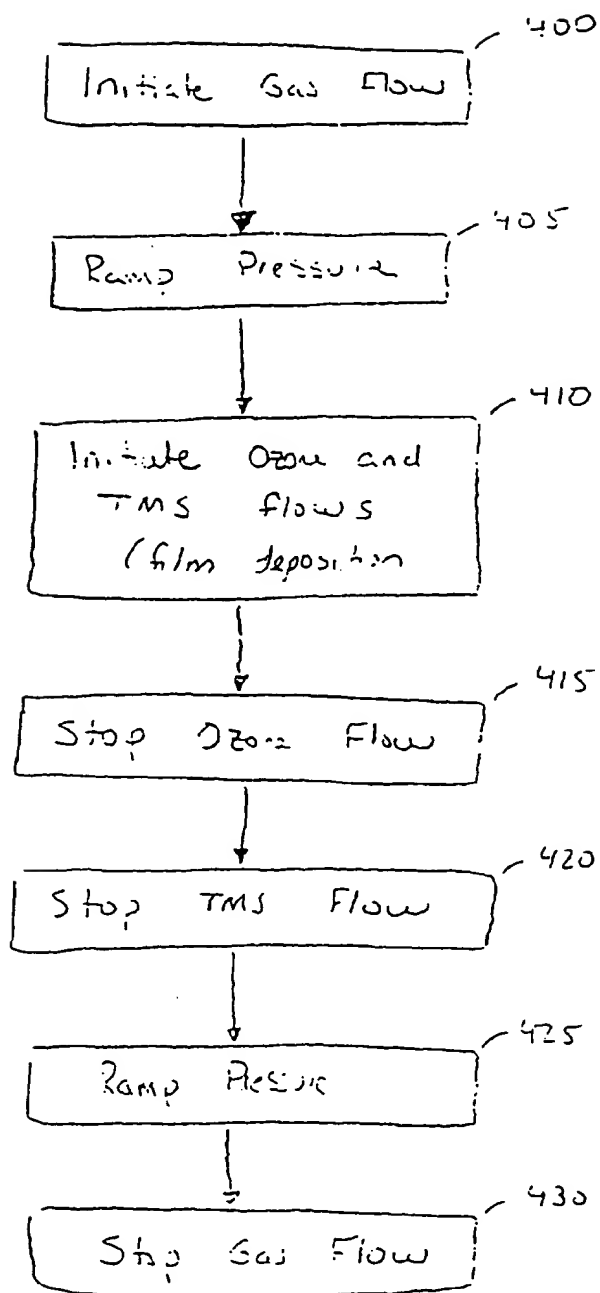 400
Initiate Gas Flow
405
Ramp Pressure
410
Initiate Ozone and
TMS flows
(film deposition
415
Stop Ozone Flow
420
Stop TMS Flow
425
Ramp Pressure
430
Stop Gas Flow